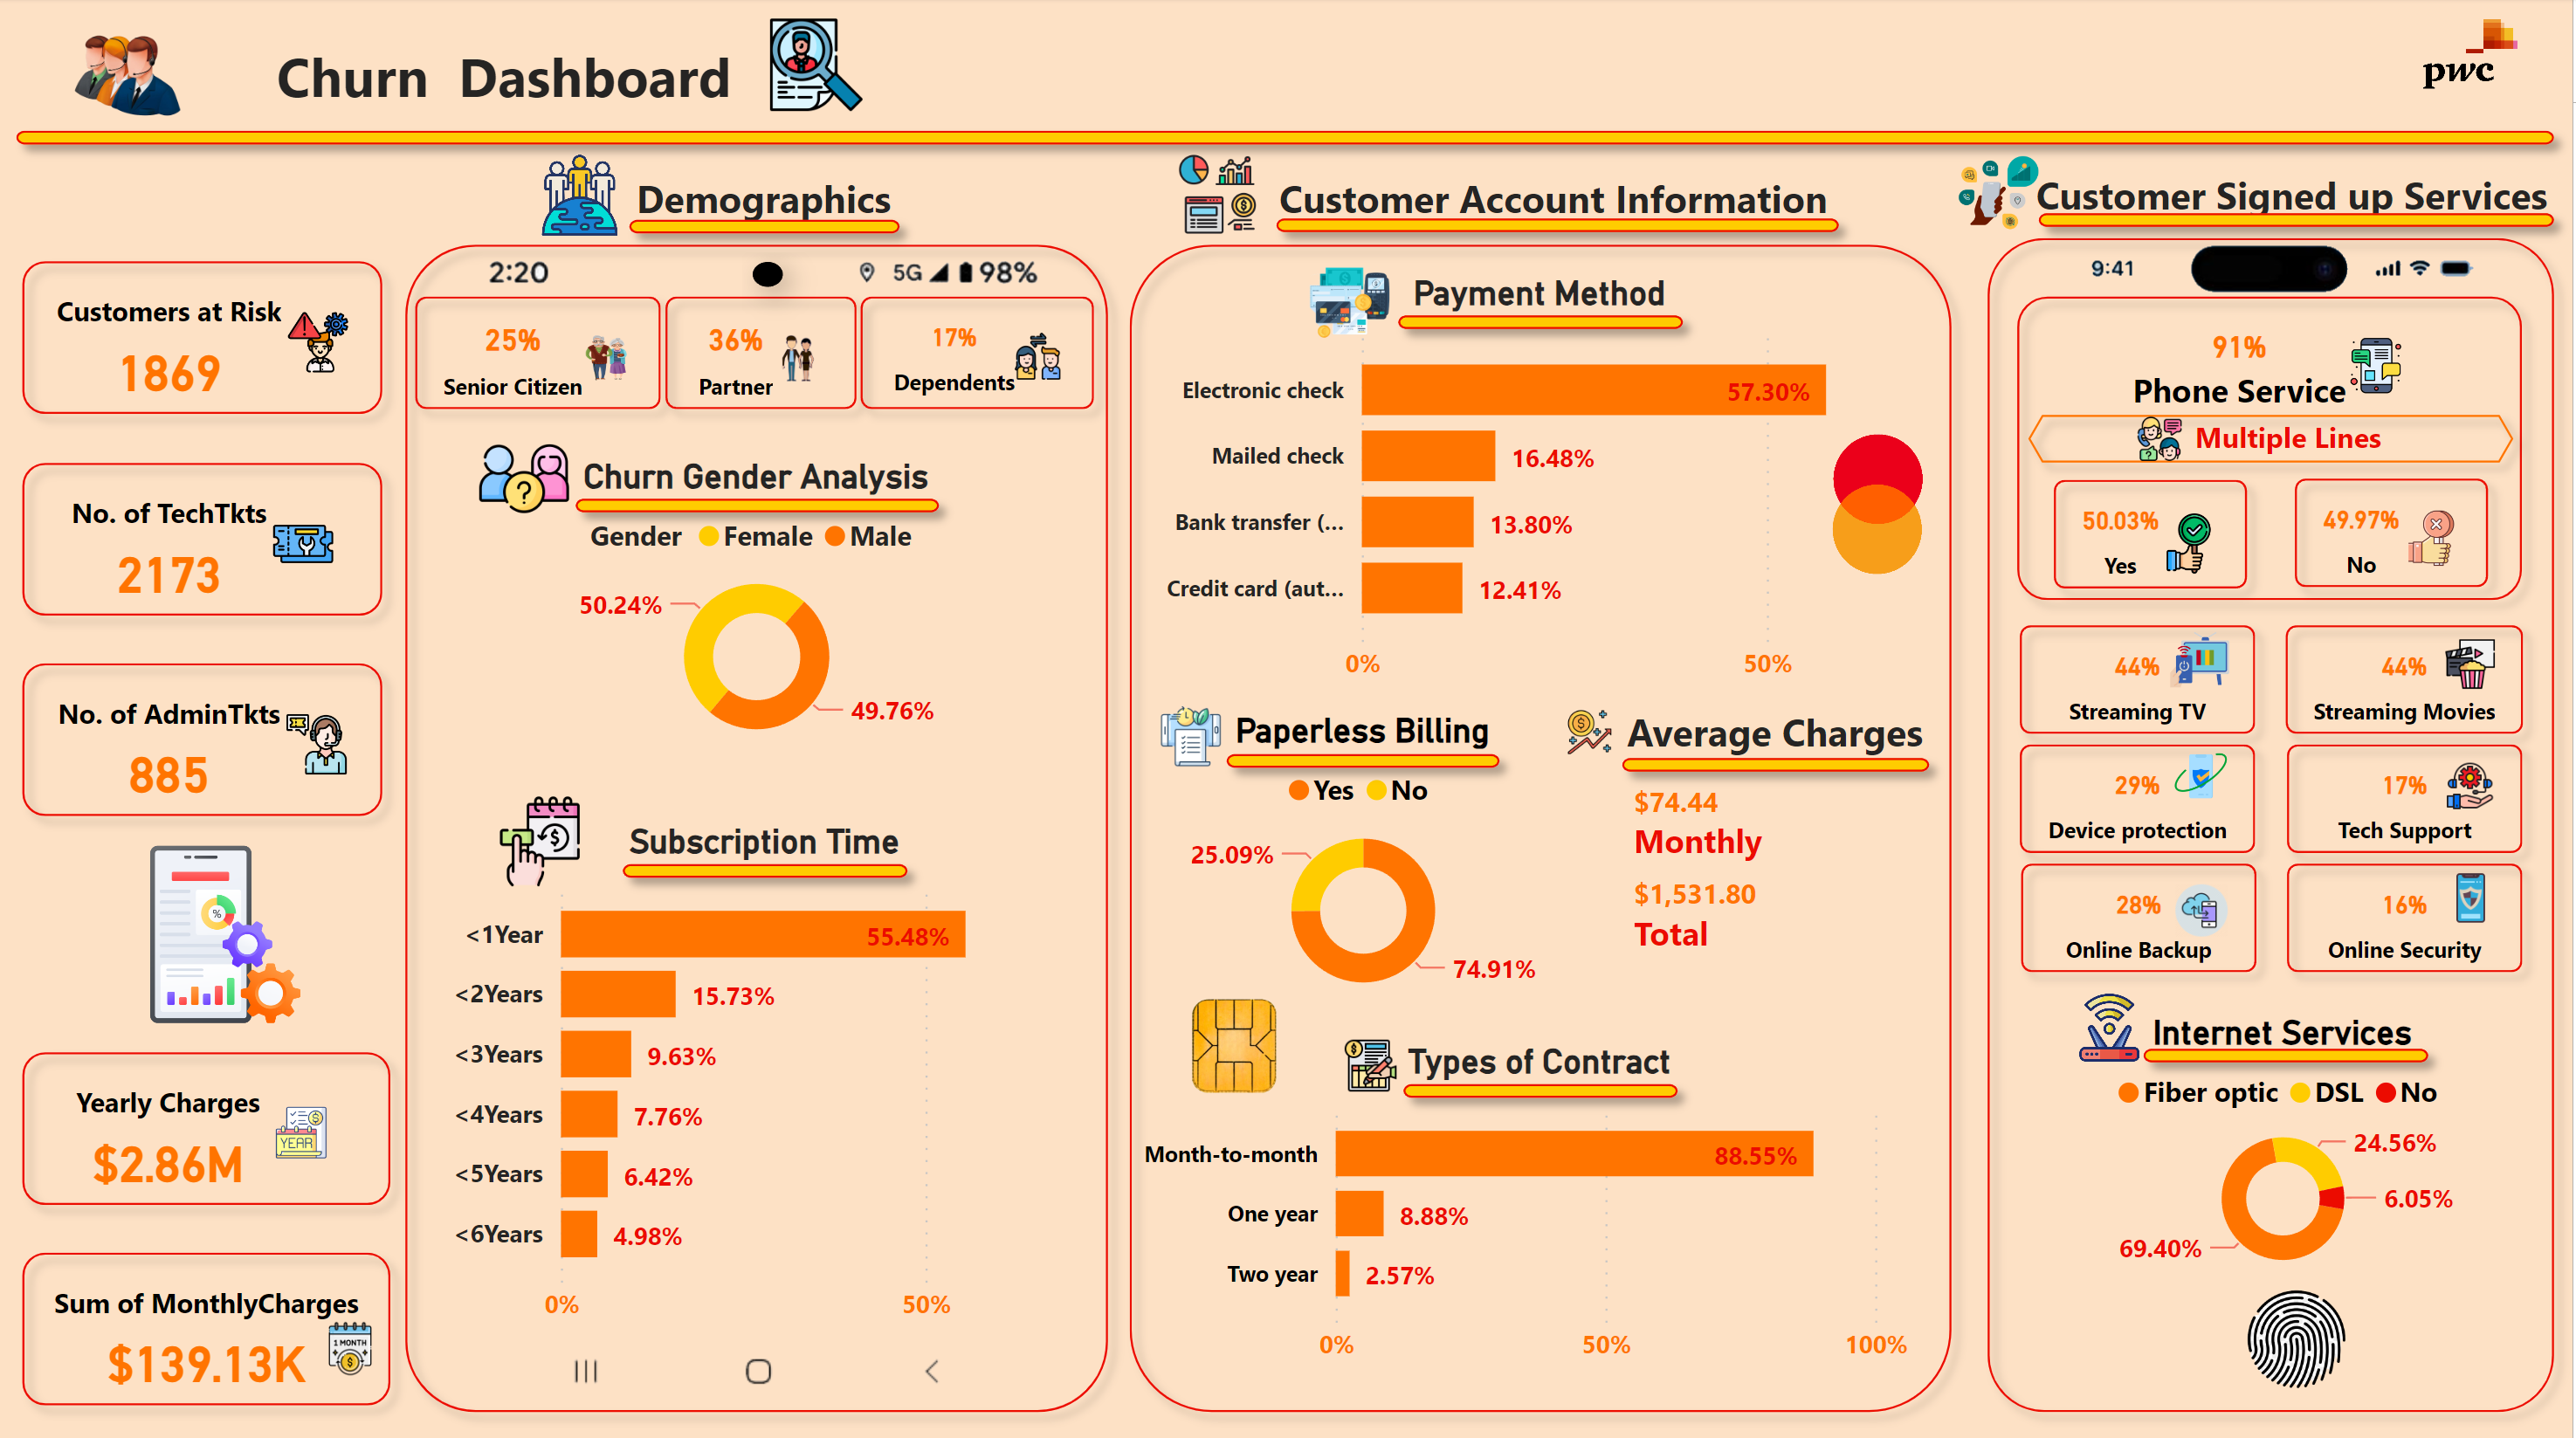 Churn Dashboard
pwc
Customers at Risk
1869
No. of TechTkts
2173
No. of AdminTkts
885
%
Yearly Charges
$2.86M
YEAR
Sum of MonthlyCharges
$139.13K
1 MONTH
Demographics
2:20
5G
98%
25%
Senior Citizen
36%
Partner
17%
Dependents
Churn Gender Analysis
Gender Female Male
50.24%
49.76%
Subscription Time
<1Year 55.48%
<2Years 15.73%
<3Years 9.63%
<4Years 7.76%
<5Years 6.42%
<6Years 4.98%
0% 50%
Customer Account Information
Payment Method
Electronic check 57.30%
Mailed check 16.48%
Bank transfer (... 13.80%
Credit card (aut... 12.41%
0% 50%
Paperless Billing
Yes No
25.09%
74.91%
Average Charges
$74.44
Monthly
$1,531.80
Total
Types of Contract
Month-to-month 88.55%
One year 8.88%
Two year 2.57%
0% 50% 100%
Customer Signed up Services
9:41
91%
Phone Service
Multiple Lines
50.03%
Yes
49.97%
No
44%
Streaming TV
44%
Streaming Movies
29%
Device protection
17%
Tech Support
28%
Online Backup
16%
Online Security
Internet Services
Fiber optic DSL No
24.56%
6.05%
69.40%